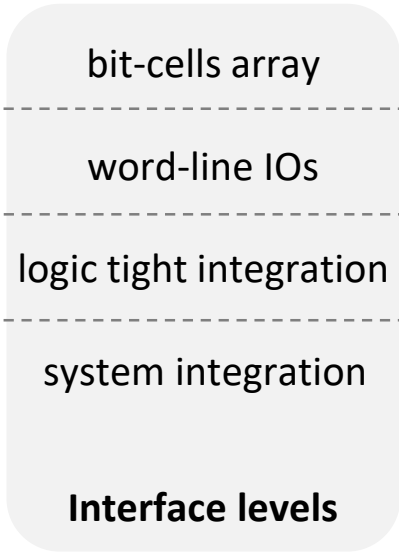 bit-cells array
word-line IOs
logic tight integration
system integration
Interface levels